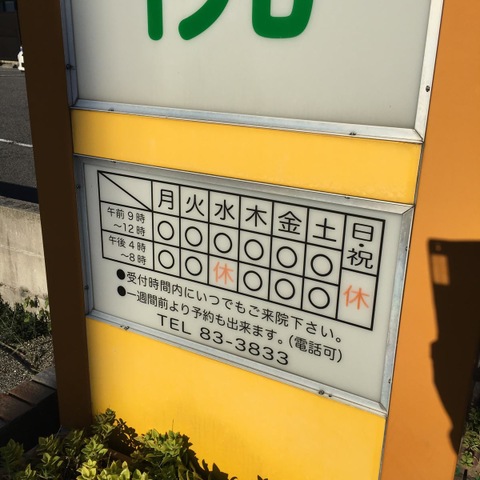 院
月 火 水 木 金 土 日・祝
午前9時～12時 ○ ○ ○ ○ ○ ○ 休
午後4時～8時 ○ ○ 休 ○ ○ ○
●受付時間内にいつでもご来院下さい。
●一週間前より予約も出来ます。(電話可)
TEL 83-3833